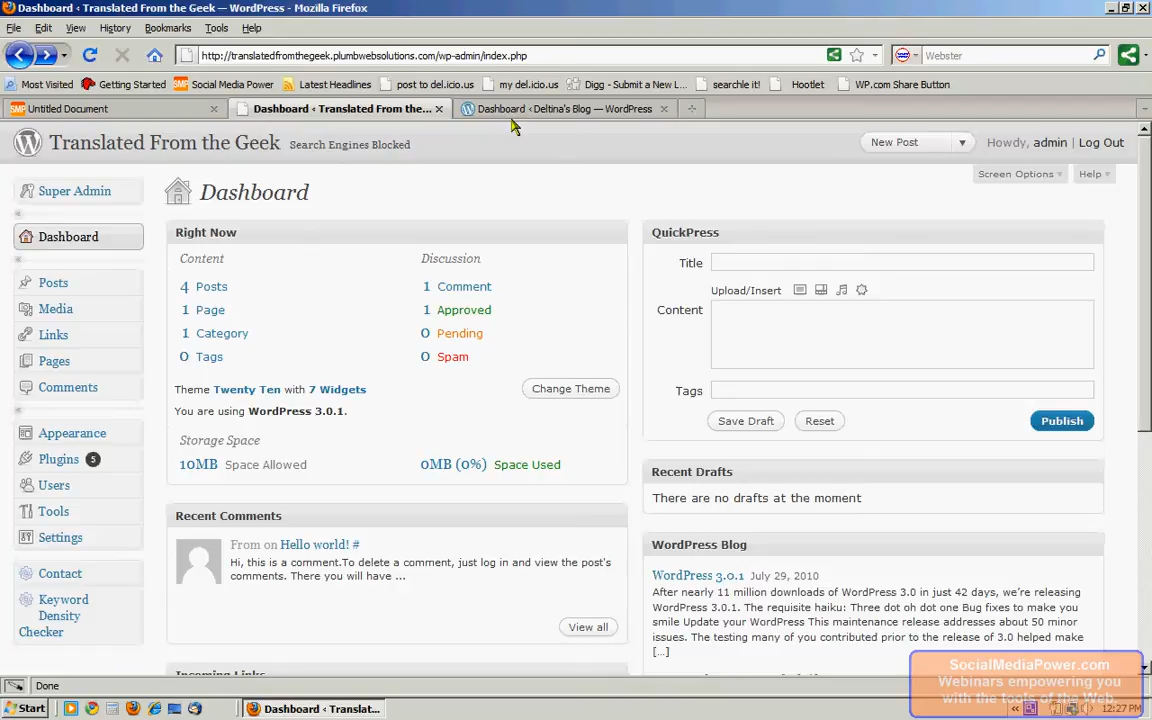 Dashboard ‹ Translated From the Geek — WordPress - Mozilla Firefox
File Edit View History Bookmarks Tools Help
http://translatedfromthegeek.plumbwebsolutions.com/wp-admin/index.php
Webster
Most Visited Getting Started SMP Social Media Power Latest Headlines post to del.icio.us my del.icio.us Digg - Submit a New L... searchle it! Hootlet WP.com Share Button
SMP Untitled Document
Dashboard ‹ Translated From the...
Dashboard ‹ Deltina's Blog — WordPress
Translated From the Geek Search Engines Blocked
New Post
Howdy, admin | Log Out
Screen Options Help
Super Admin
Dashboard
Posts
Media
Links
Pages
Comments
Appearance
Plugins 5
Users
Tools
Settings
Contact
Keyword
Density
Checker
Dashboard
Right Now
Content Discussion
4 Posts 1 Comment
1 Page 1 Approved
1 Category 0 Pending
0 Tags 0 Spam
Theme Twenty Ten with 7 Widgets
Change Theme
You are using WordPress 3.0.1.
Storage Space
10MB Space Allowed 0MB (0%) Space Used
Recent Comments
From on Hello world! #
Hi, this is a comment.To delete a comment, just log in and view the post's
comments. There you will have ...
View all
Incoming Links
QuickPress
Title
Upload/Insert
Content
Tags
Save Draft Reset Publish
Recent Drafts
There are no drafts at the moment
WordPress Blog
WordPress 3.0.1 July 29, 2010
After nearly 11 million downloads of WordPress 3.0 in just 42 days, we're releasing
WordPress 3.0.1. The requisite haiku: Three dot oh dot one Bug fixes to make you
smile Update your WordPress This maintenance release addresses about 50 minor
issues. The testing many of you contributed prior to the release of 3.0 helped make
[...]
SocialMediaPower.com
Webinars empowering you
with the tools of the Web.
Done
Start
Dashboard ‹ Translat...
12:27 PM